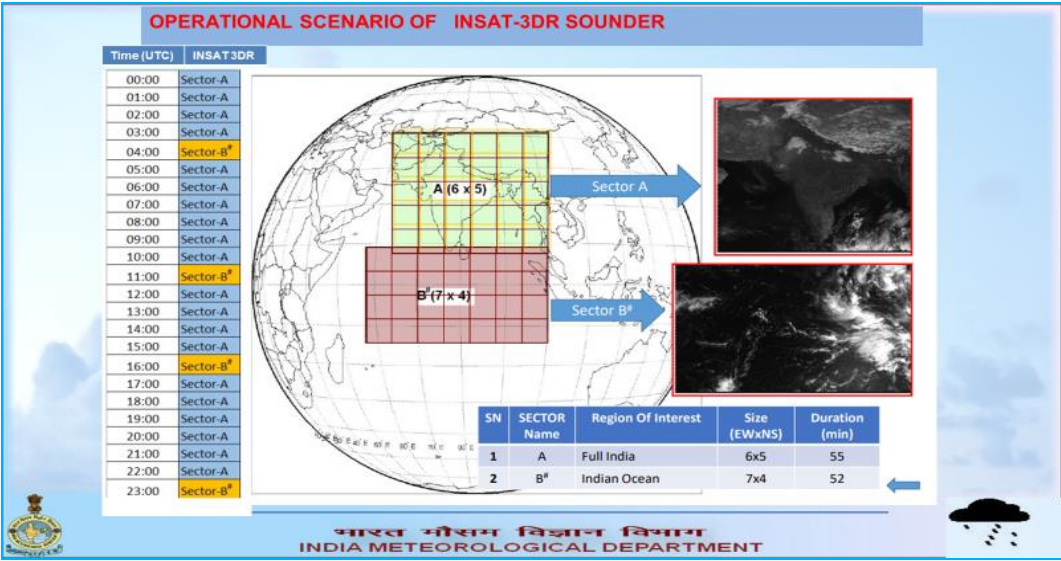 OPERATIONAL SCENARIO OF INSAT-3DR SOUNDER
Time (UTC) INSAT3DR
00:00 Sector-A
01:00 Sector-A
02:00 Sector-A
03:00 Sector-A
04:00 Sector-B#
05:00 Sector-A
06:00 Sector-A
07:00 Sector-A
08:00 Sector-A
09:00 Sector-A
10:00 Sector-A
11:00 Sector-B#
12:00 Sector-A
13:00 Sector-A
14:00 Sector-A
15:00 Sector-A
16:00 Sector-B#
17:00 Sector-A
18:00 Sector-A
19:00 Sector-A
20:00 Sector-A
21:00 Sector-A
22:00 Sector-A
23:00 Sector-B#
A (6 x 5)
Sector A
B#(7 x 4)
Sector B#
SN SECTOR Name Region Of Interest Size (EWxNS) Duration (min)
1 A Full India 6x5 55
2 B# Indian Ocean 7x4 52
भारत मौसम विज्ञान विभाग
INDIA METEOROLOGICAL DEPARTMENT